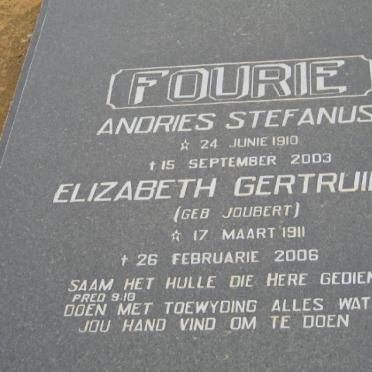 FOURIE
ANDRIES STEFANUS
☆ 24 JUNIE 1910
† 15 SEPTEMBER 2003
ELIZABETH GERTRUI
(GEB JOUBERT)
☆ 17 MAART 1911
† 26 FEBRUARIE 2006
SAAM HET HULLE DIE HERE GEDIEN
PRED 9:10
DOEN MET TOEWYDING ALLES WAT
JOU HAND VIND OM TE DOEN